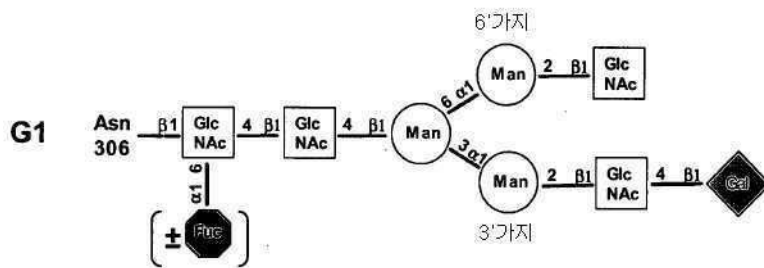 6'가지
Man 2 β1 Glc NAc
6 α1
G1 Asn 306 β1 Glc NAc 4 β1 Glc NAc 4 β1 Man
3 α1
Man 2 β1 Glc NAc 4 β1 Gal
3'가지
α1 6
( ± Fuc )